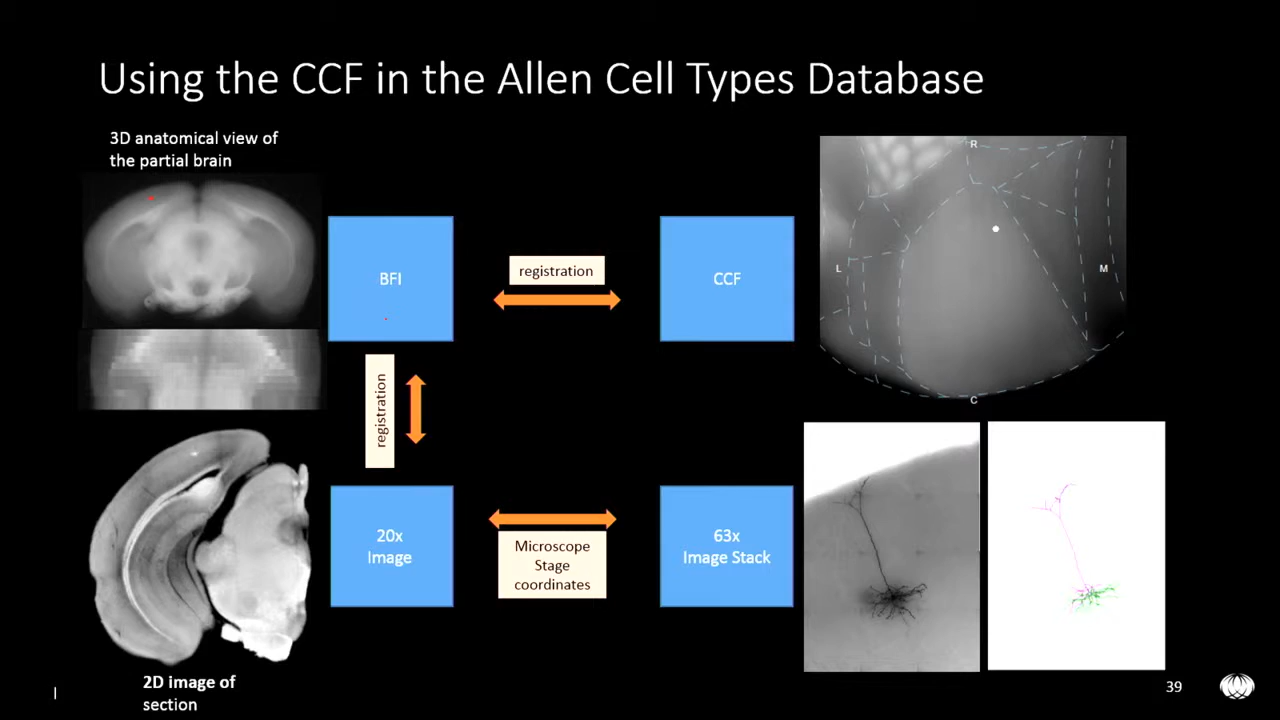 Using the CCF in the Allen Cell Types Database
3D anatomical view of
the partial brain
BFI
registration
CCF
R
L
M
C
registration
20x
Image
Microscope
Stage
coordinates
63x
Image Stack
2D image of
section
39